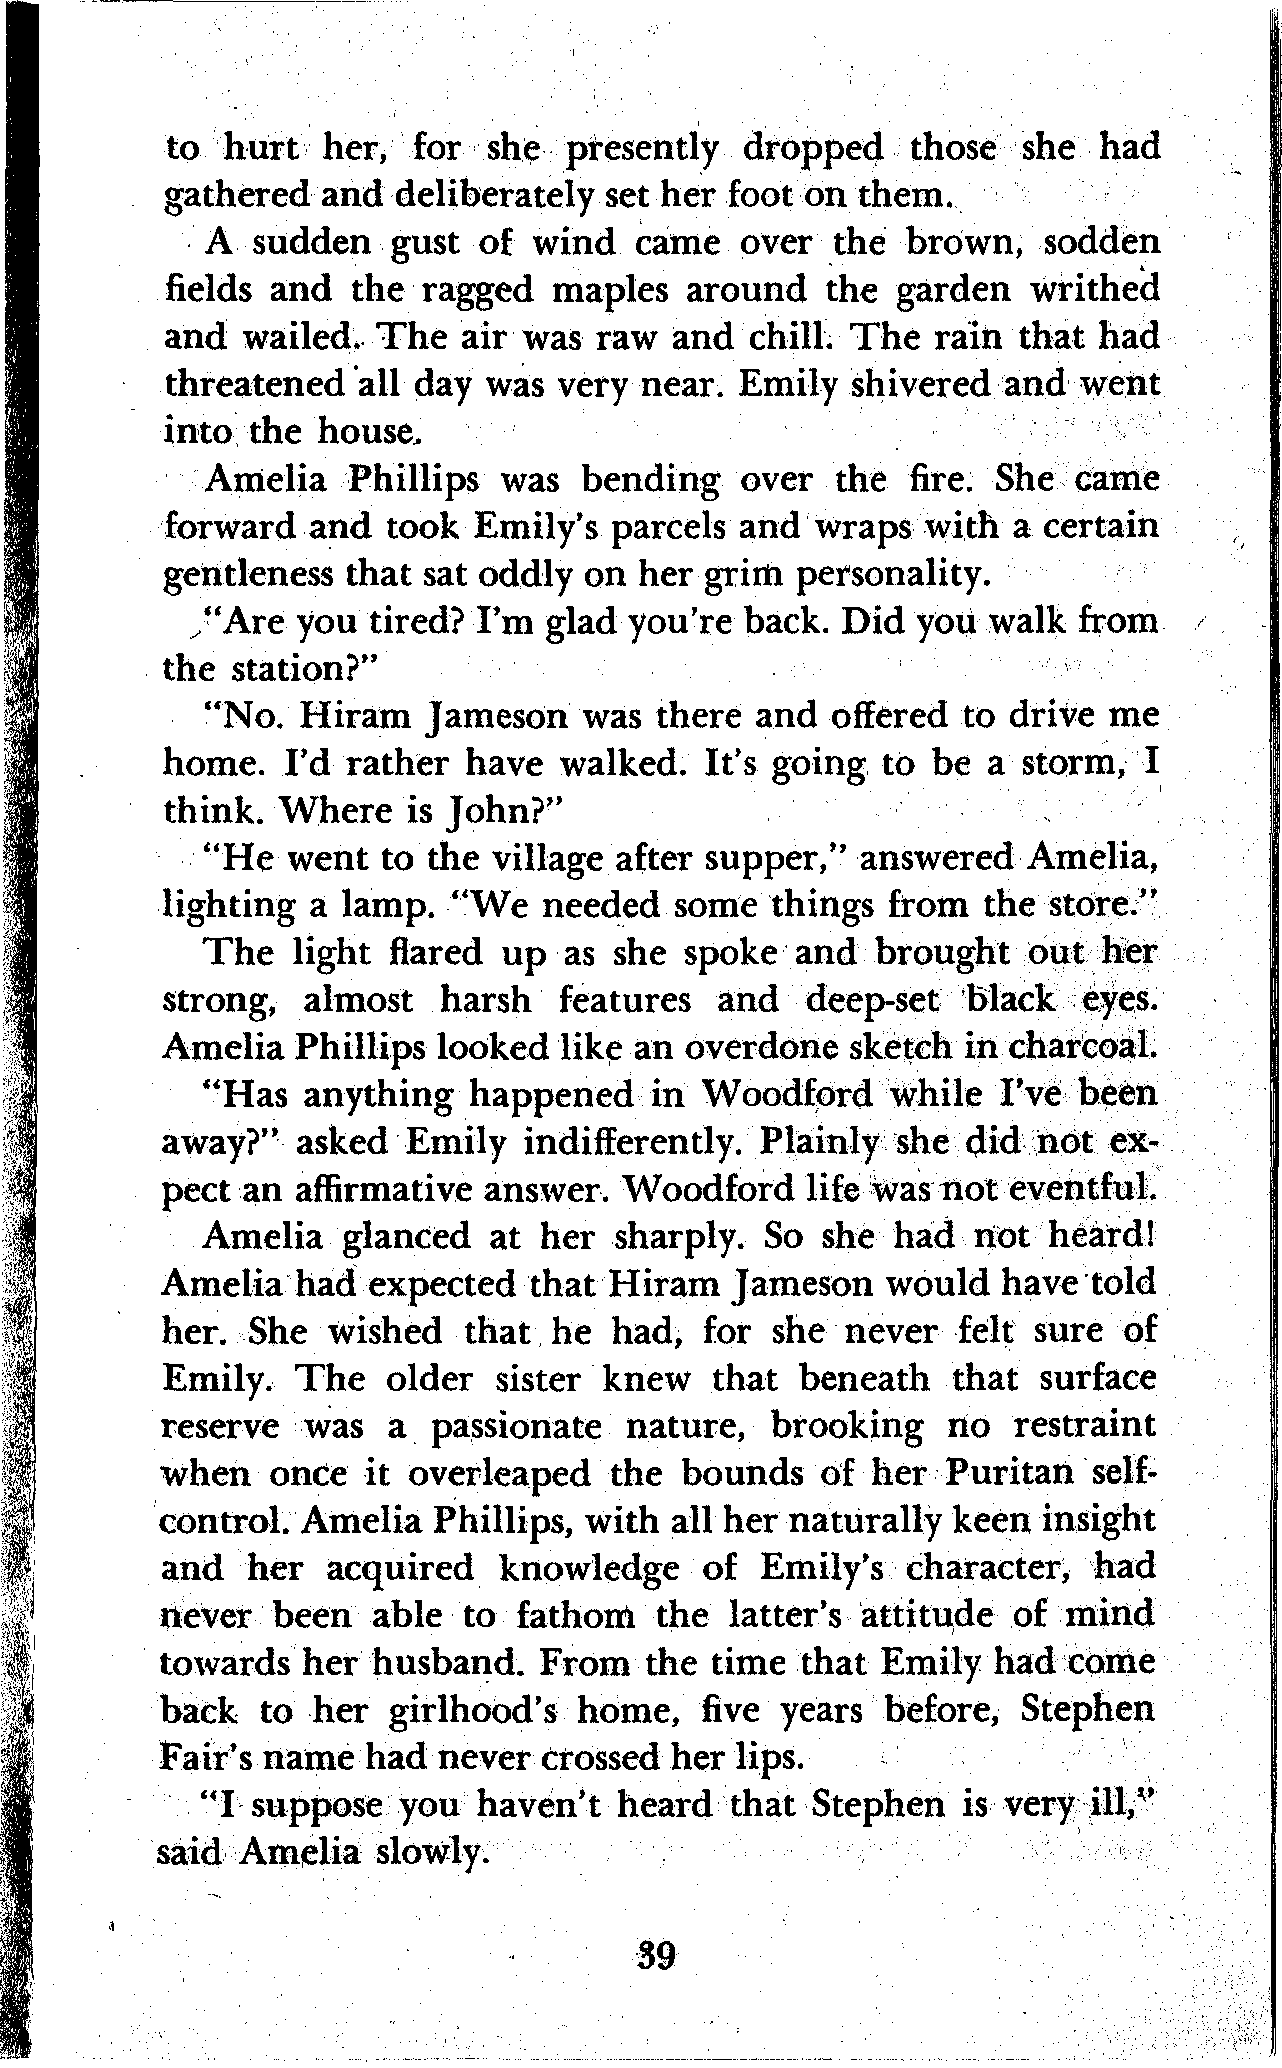 to hurt her, for she presently dropped those she had
gathered and deliberately set her foot on them.
A sudden gust of wind came over the brown, sodden
fields and the ragged maples around the garden writhed
and wailed. The air was raw and chill. The rain that had
threatened all day was very near. Emily shivered and went
into the house.
Amelia Phillips was bending over the fire. She came
forward and took Emily's parcels and wraps with a certain
gentleness that sat oddly on her grim personality.
"Are you tired? I'm glad you're back. Did you walk from
the station?"
"No. Hiram Jameson was there and offered to drive me
home. I'd rather have walked. It's going to be a storm, I
think. Where is John?"
"He went to the village after supper," answered Amelia,
lighting a lamp. "We needed some things from the store."
The light flared up as she spoke and brought out her
strong, almost harsh features and deep-set black eyes.
Amelia Phillips looked like an overdone sketch in charcoal.
"Has anything happened in Woodford while I've been
away?" asked Emily indifferently. Plainly she did not ex-
pect an affirmative answer. Woodford life was not eventful.
Amelia glanced at her sharply. So she had not heard!
Amelia had expected that Hiram Jameson would have told
her. She wished that he had, for she never felt sure of
Emily. The older sister knew that beneath that surface
reserve was a passionate nature, brooking no restraint
when once it overleaped the bounds of her Puritan self-
control. Amelia Phillips, with all her naturally keen insight
and her acquired knowledge of Emily's character, had
never been able to fathom the latter's attitude of mind
towards her husband. From the time that Emily had come
back to her girlhood's home, five years before, Stephen
Fair's name had never crossed her lips.
"I suppose you haven't heard that Stephen is very ill,"
said Amelia slowly.
39